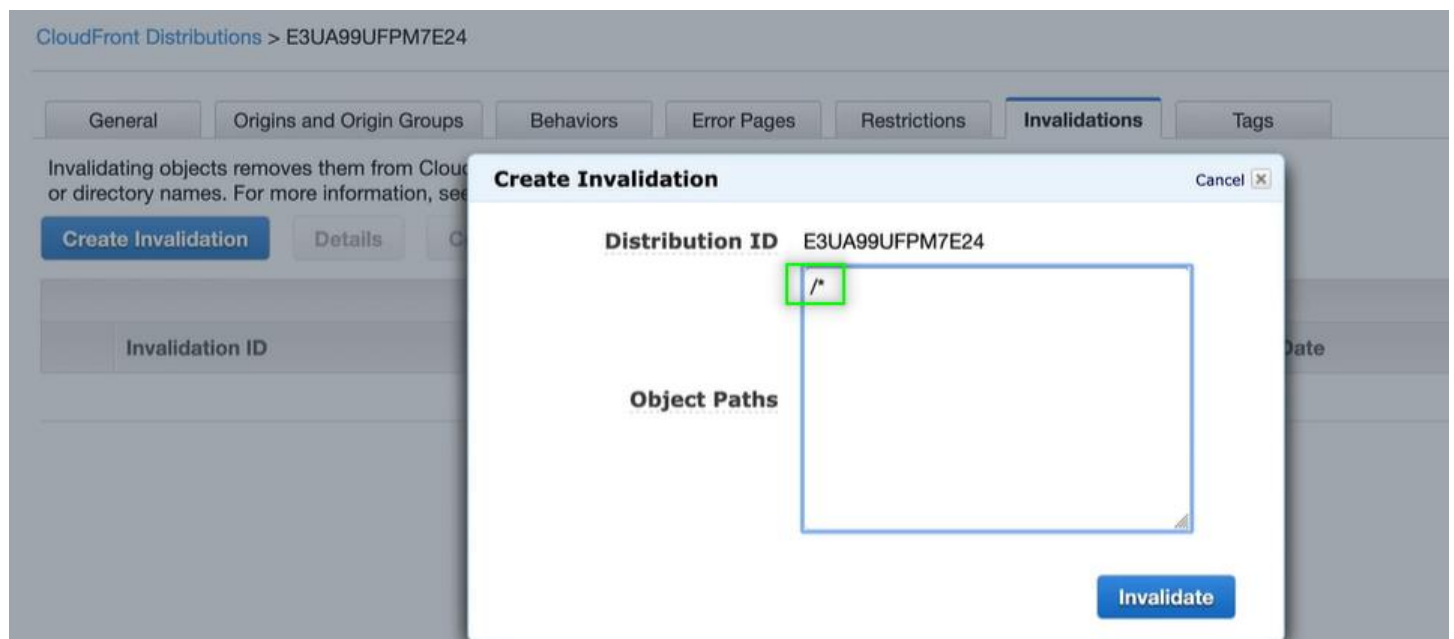 CloudFront Distributions > E3UA99UFPM7E24
General Origins and Origin Groups Behaviors Error Pages Restrictions Invalidations Tags
Invalidating objects removes them from Clou
or directory names. For more information, see
Create Invalidation Details C
Invalidation ID Date
Create Invalidation Cancel
Distribution ID E3UA99UFPM7E24
/*
Object Paths
Invalidate